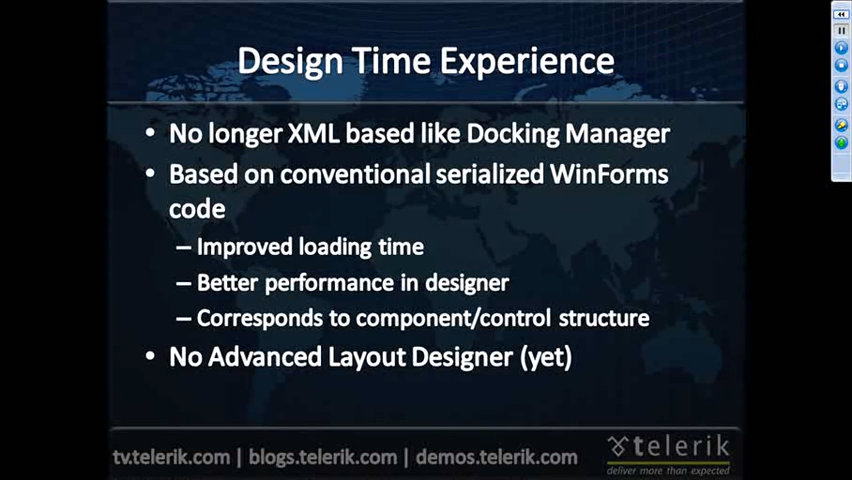 Design Time Experience
• No longer XML based like Docking Manager
• Based on conventional serialized WinForms
code
– Improved loading time
– Better performance in designer
– Corresponds to component/control structure
• No Advanced Layout Designer (yet)
tv.telerik.com | blogs.telerik.com | demos.telerik.com
telerik
deliver more than expected